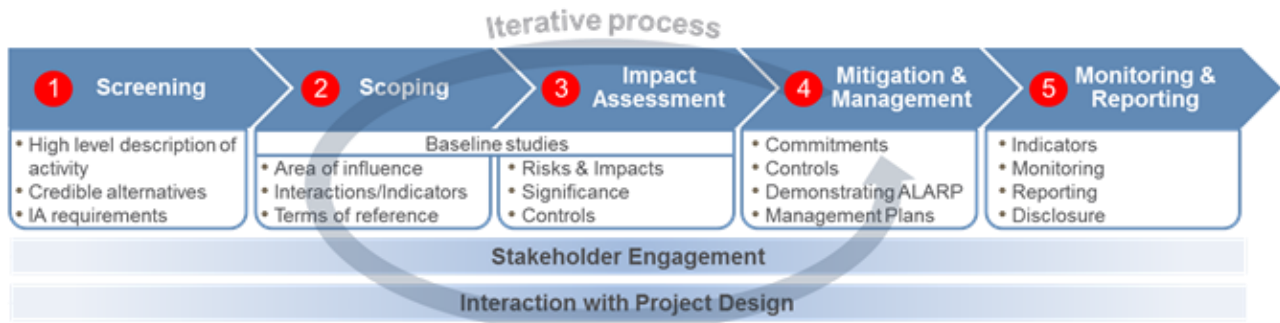 Iterative process
1 Screening
2 Scoping
3 Impact
Assessment
4 Mitigation &
Management
5 Monitoring &
Reporting
• High level description of
activity
• Credible alternatives
• IA requirements
Baseline studies
• Area of influence
• Interactions/Indicators
• Terms of reference
• Risks & Impacts
• Significance
• Controls
• Commitments
• Controls
• Demonstrating ALARP
• Management Plans
• Indicators
• Monitoring
• Reporting
• Disclosure
Stakeholder Engagement
Interaction with Project Design